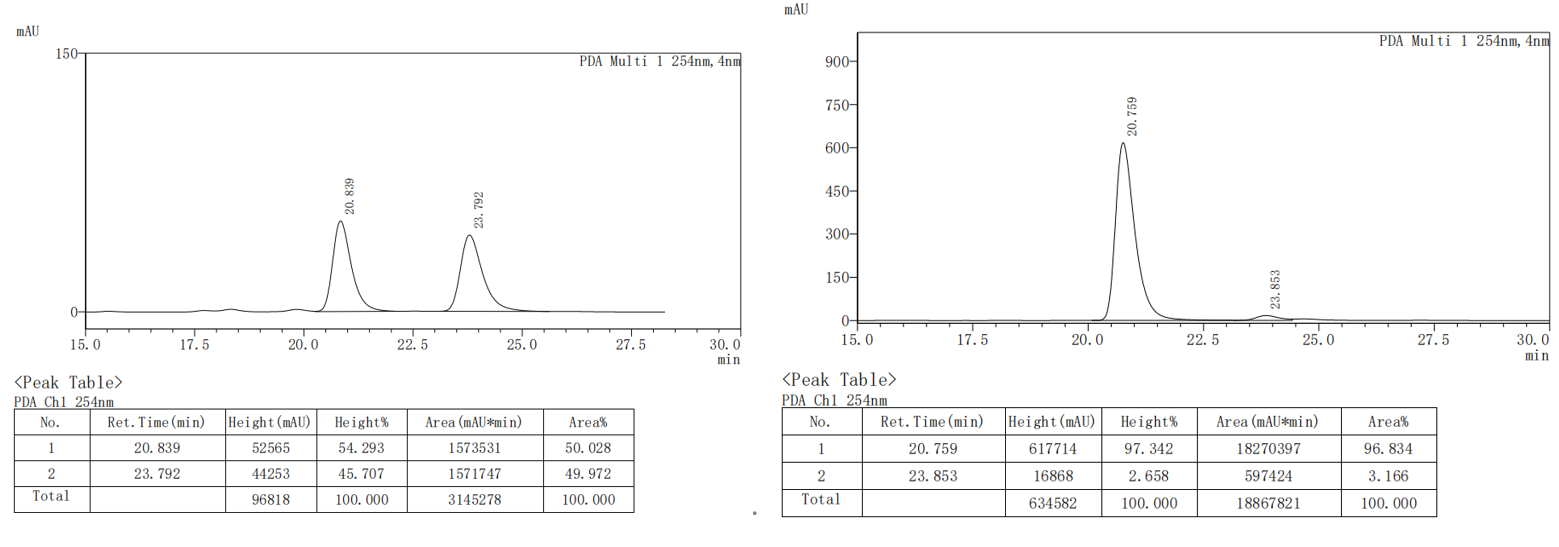 mAU
150
PDA Multi 1 254nm,4nm
20.839
23.792
0
15.0 17.5 20.0 22.5 25.0 27.5 30.0
min
<Peak Table>
PDA Ch1 254nm
No. Ret.Time(min) Height(mAU) Height% Area(mAU*min) Area%
1 20.839 52565 54.293 1573531 50.028
2 23.792 44253 45.707 1571747 49.972
Total 96818 100.000 3145278 100.000
mAU
PDA Multi 1 254nm,4nm
900
750
600
450
300
150
0
20.759
23.853
15.0 17.5 20.0 22.5 25.0 27.5 30.0
min
<Peak Table>
PDA Ch1 254nm
No. Ret.Time(min) Height(mAU) Height% Area(mAU*min) Area%
1 20.759 617714 97.342 18270397 96.834
2 23.853 16868 2.658 597424 3.166
Total 634582 100.000 18867821 100.000